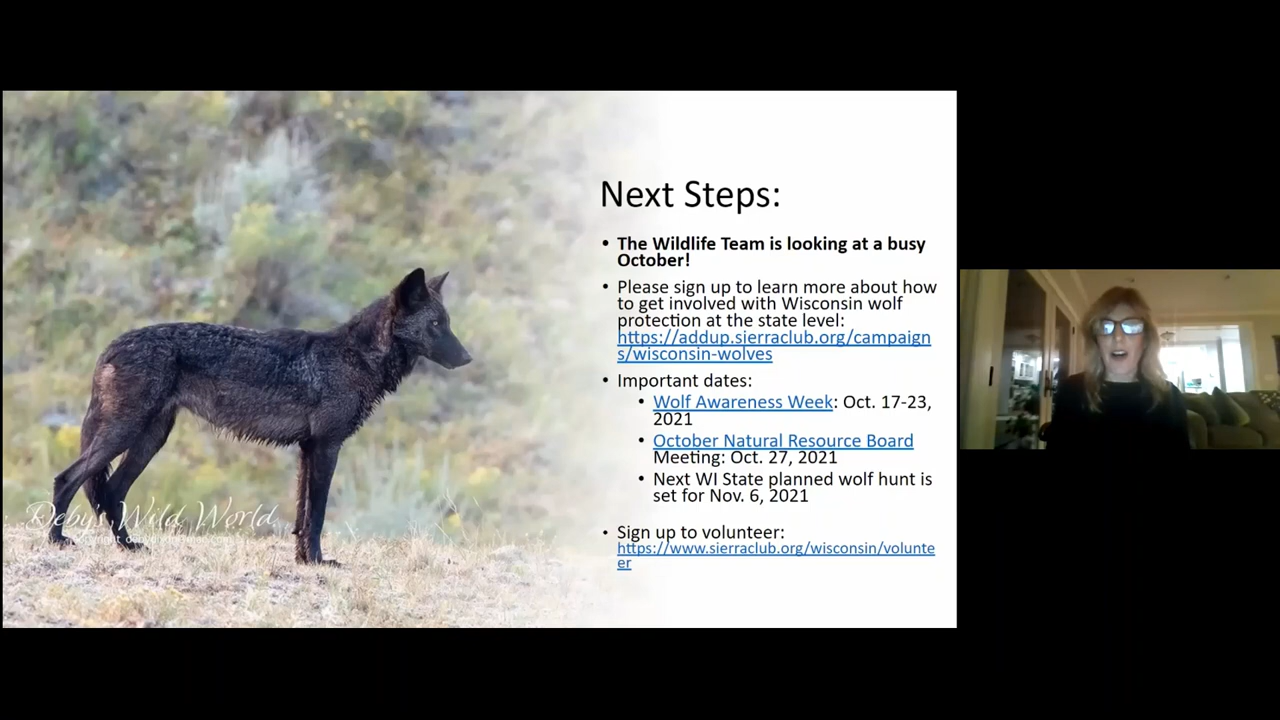 Next Steps:
• The Wildlife Team is looking at a busy
October!
• Please sign up to learn more about how
to get involved with Wisconsin wolf
protection at the state level:
https://addup.sierraclub.org/campaign
s/wisconsin-wolves
• Important dates:
• Wolf Awareness Week: Oct. 17-23,
2021
• October Natural Resource Board
Meeting: Oct. 27, 2021
• Next WI State planned wolf hunt is
set for Nov. 6, 2021
• Sign up to volunteer:
https://www.sierraclub.org/wisconsin/volunte
er
Deby's Wild World